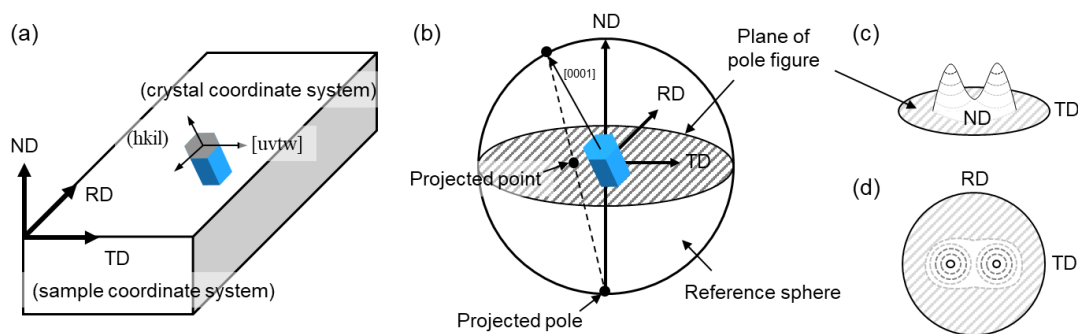 (a)
(crystal coordinate system)
(hkil)
[uvtw]
ND
RD
TD
(sample coordinate system)
(b)
ND
[0001]
RD
TD
Plane of
pole figure
Projected point
Reference sphere
Projected pole
(c)
ND
TD
(d)
RD
TD